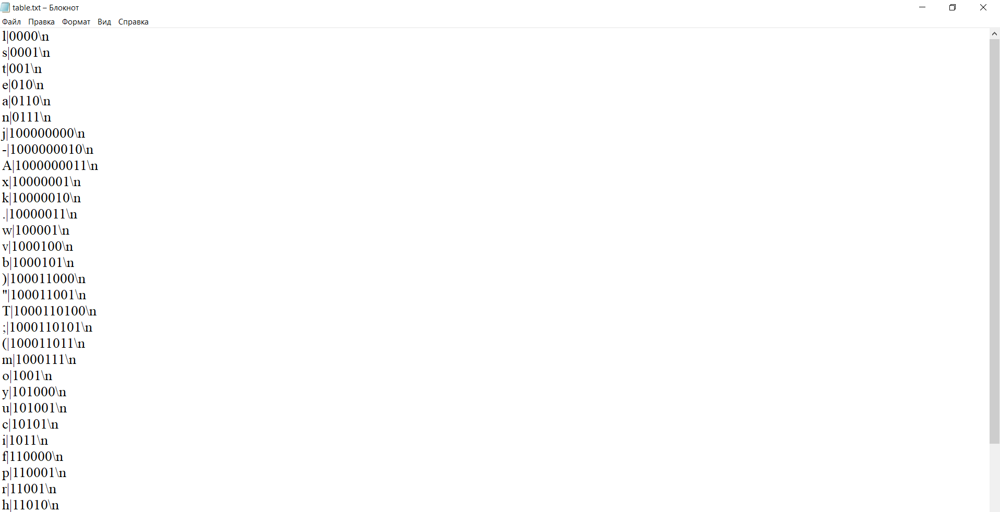 table.txt – Блокнот
Файл Правка Формат Вид Справка
l|0000\n
s|0001\n
t|001\n
e|010\n
a|0110\n
n|0111\n
j|100000000\n
-|1000000010\n
A|1000000011\n
x|10000001\n
k|10000010\n
.|10000011\n
w|100001\n
v|1000100\n
b|1000101\n
)|100011000\n
"|100011001\n
T|1000110100\n
;|1000110101\n
(|100011011\n
m|1000111\n
o|1001\n
y|101000\n
u|101001\n
c|10101\n
i|1011\n
f|110000\n
p|110001\n
r|11001\n
h|11010\n